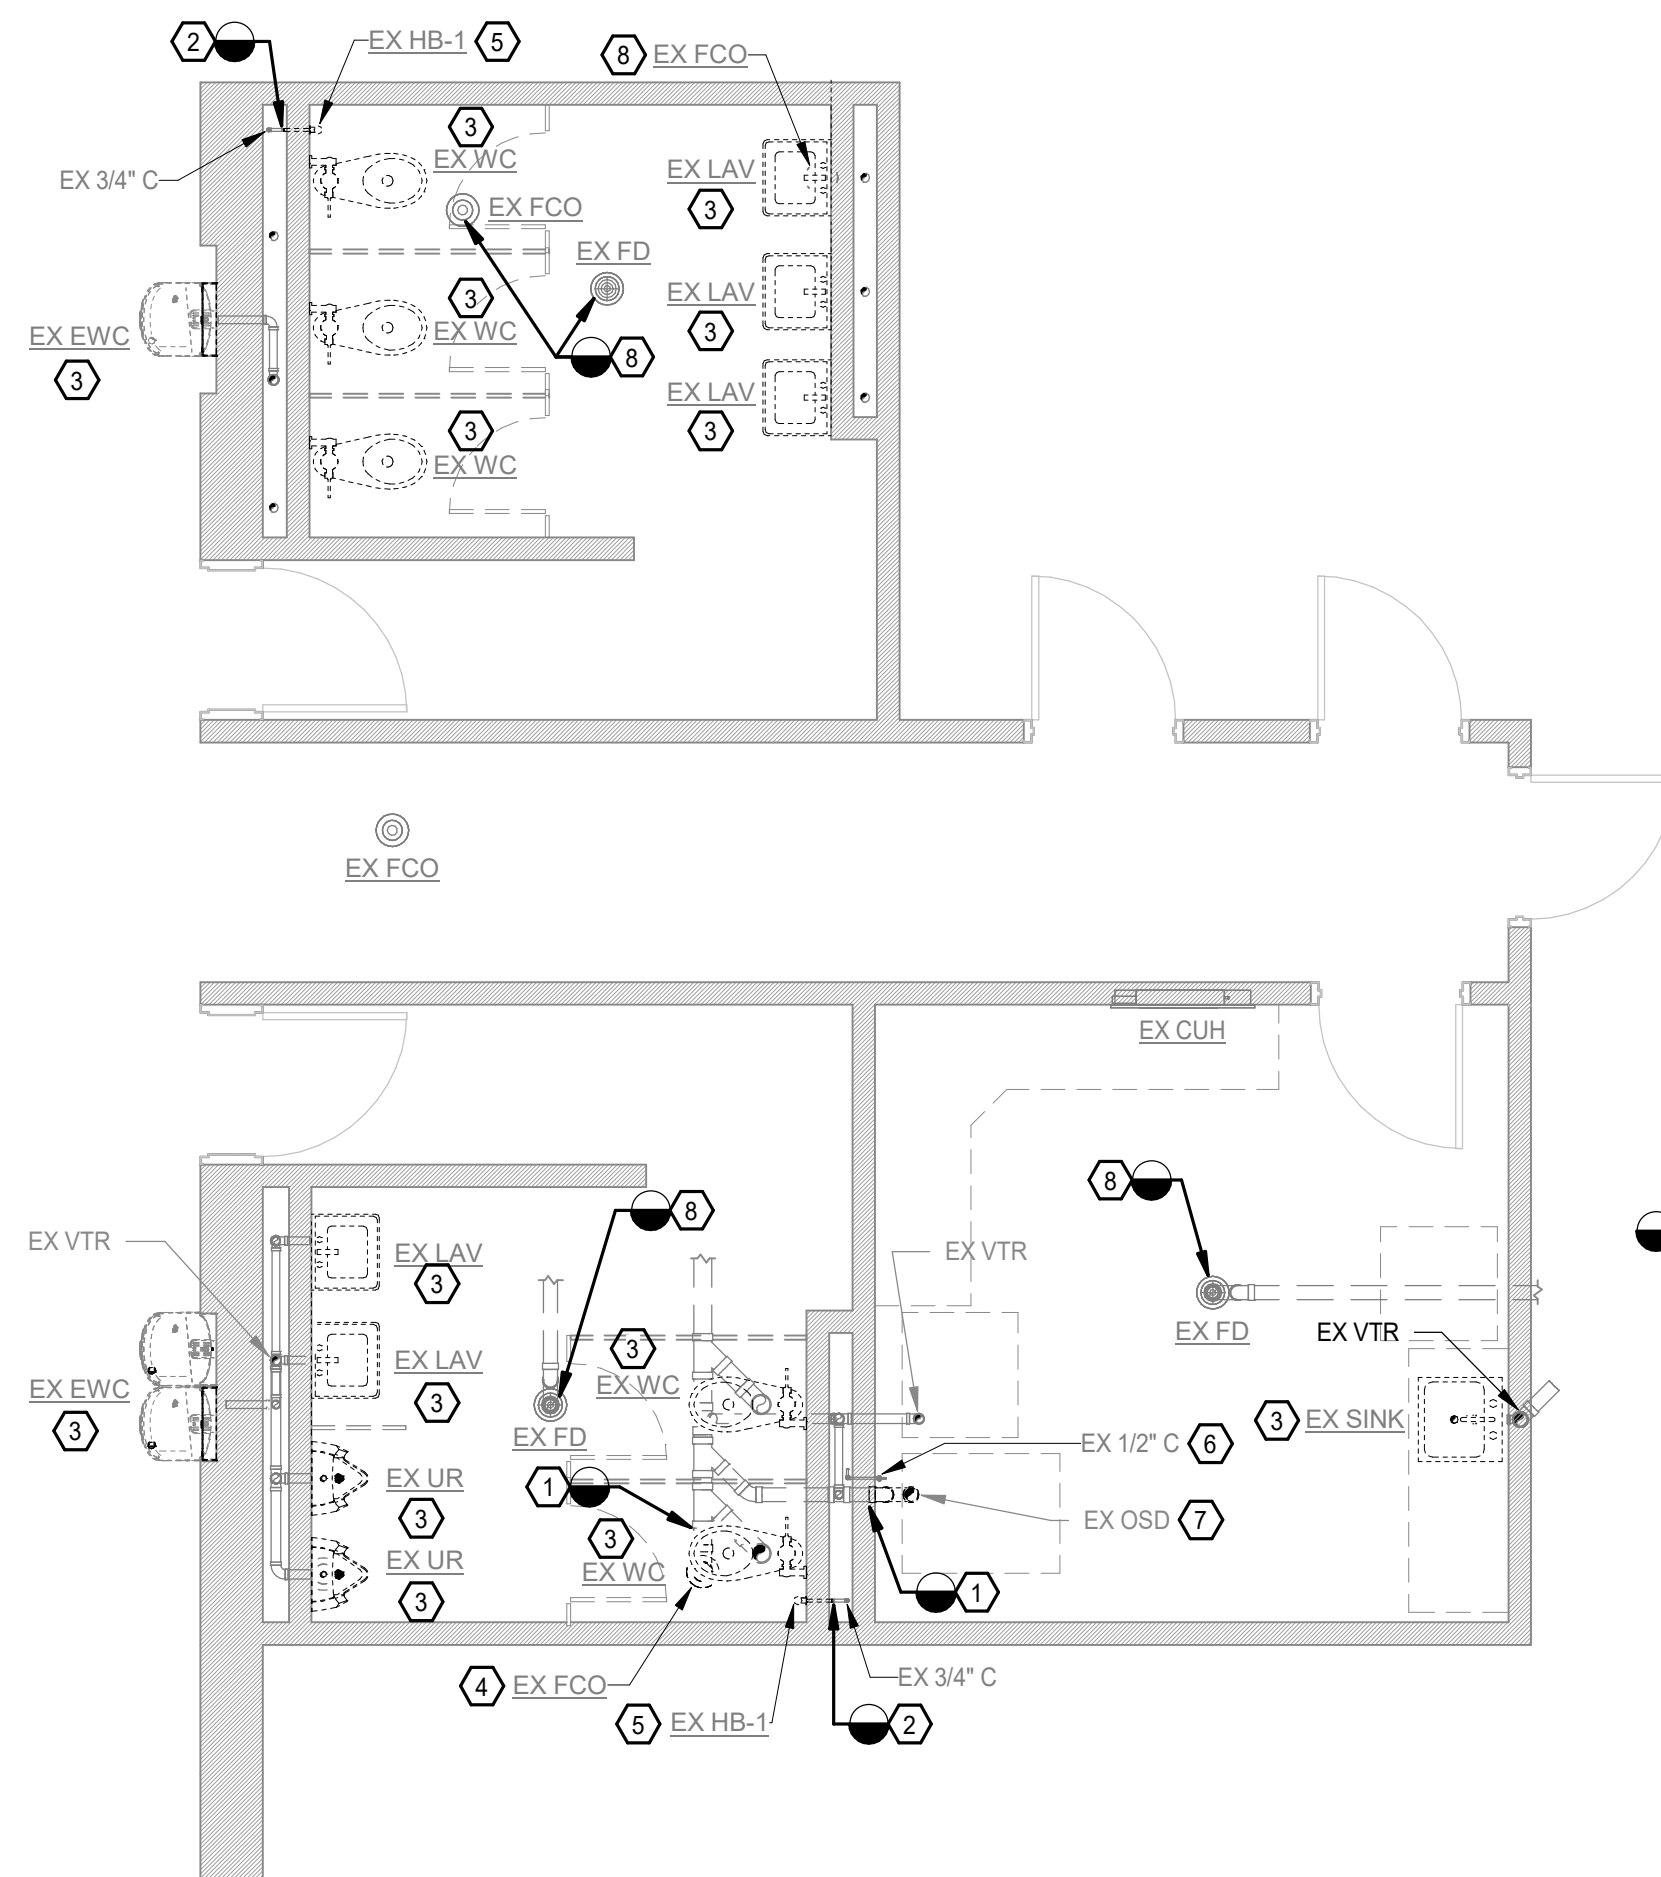 2
EX HB-1 5
8 EX FCO
3
EX WC
EX LAV
3
EX 3/4" C
EX FCO
EX FD
3
EX WC
EX LAV
3
EX EWC
3
8
EX LAV
3
3
EX WC
EX FCO
EX CUH
8
8
EX VTR
EX LAV
3
EX VTR
EX FD
EX VTR
3
EX WC
EX LAV
3
EX EWC
3
3 EX SINK
EX FD
EX 1/2" C 6
EX UR
3
1
EX OSD 7
3
EX WC
EX UR
3
1
4 EX FCO
EX 3/4" C
5 EX HB-1
2